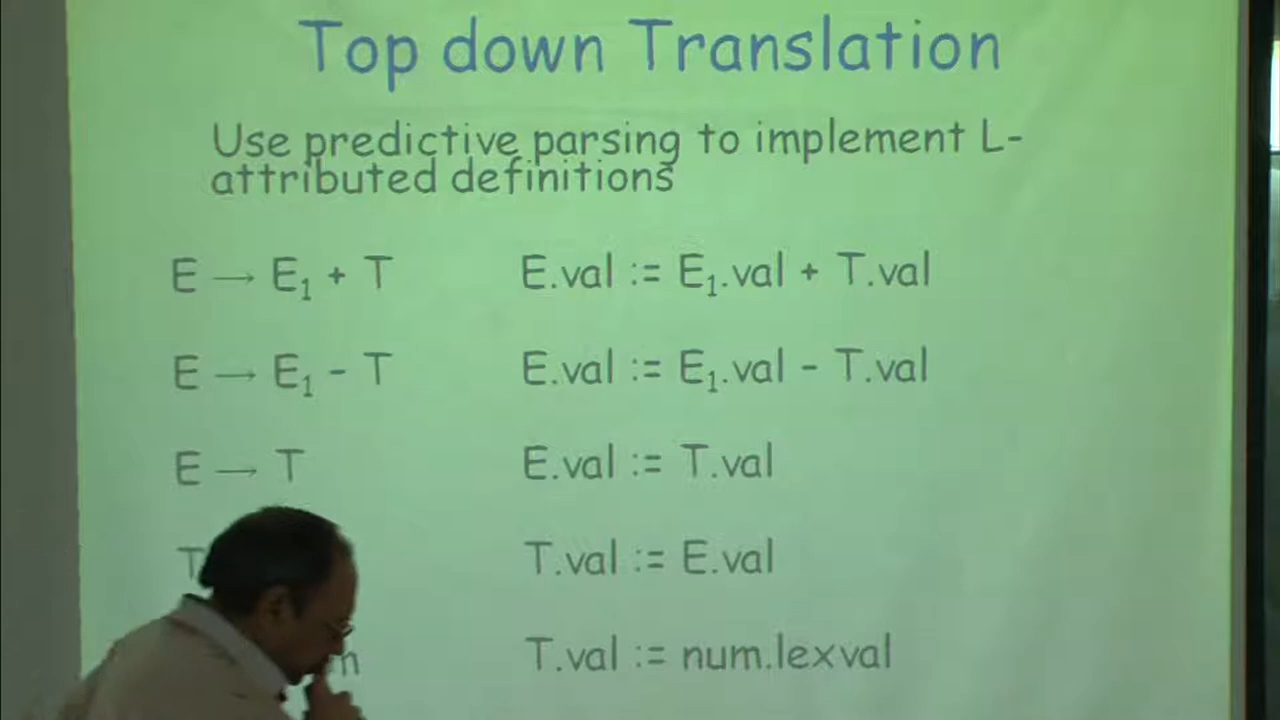 Top down Translation
Use predictive parsing to implement L-
attributed definitions
E → E₁ + T E.val := E₁.val + T.val
E → E₁ - T E.val := E₁.val - T.val
E → T E.val := T.val
T T.val := E.val
T.val := num.lexval